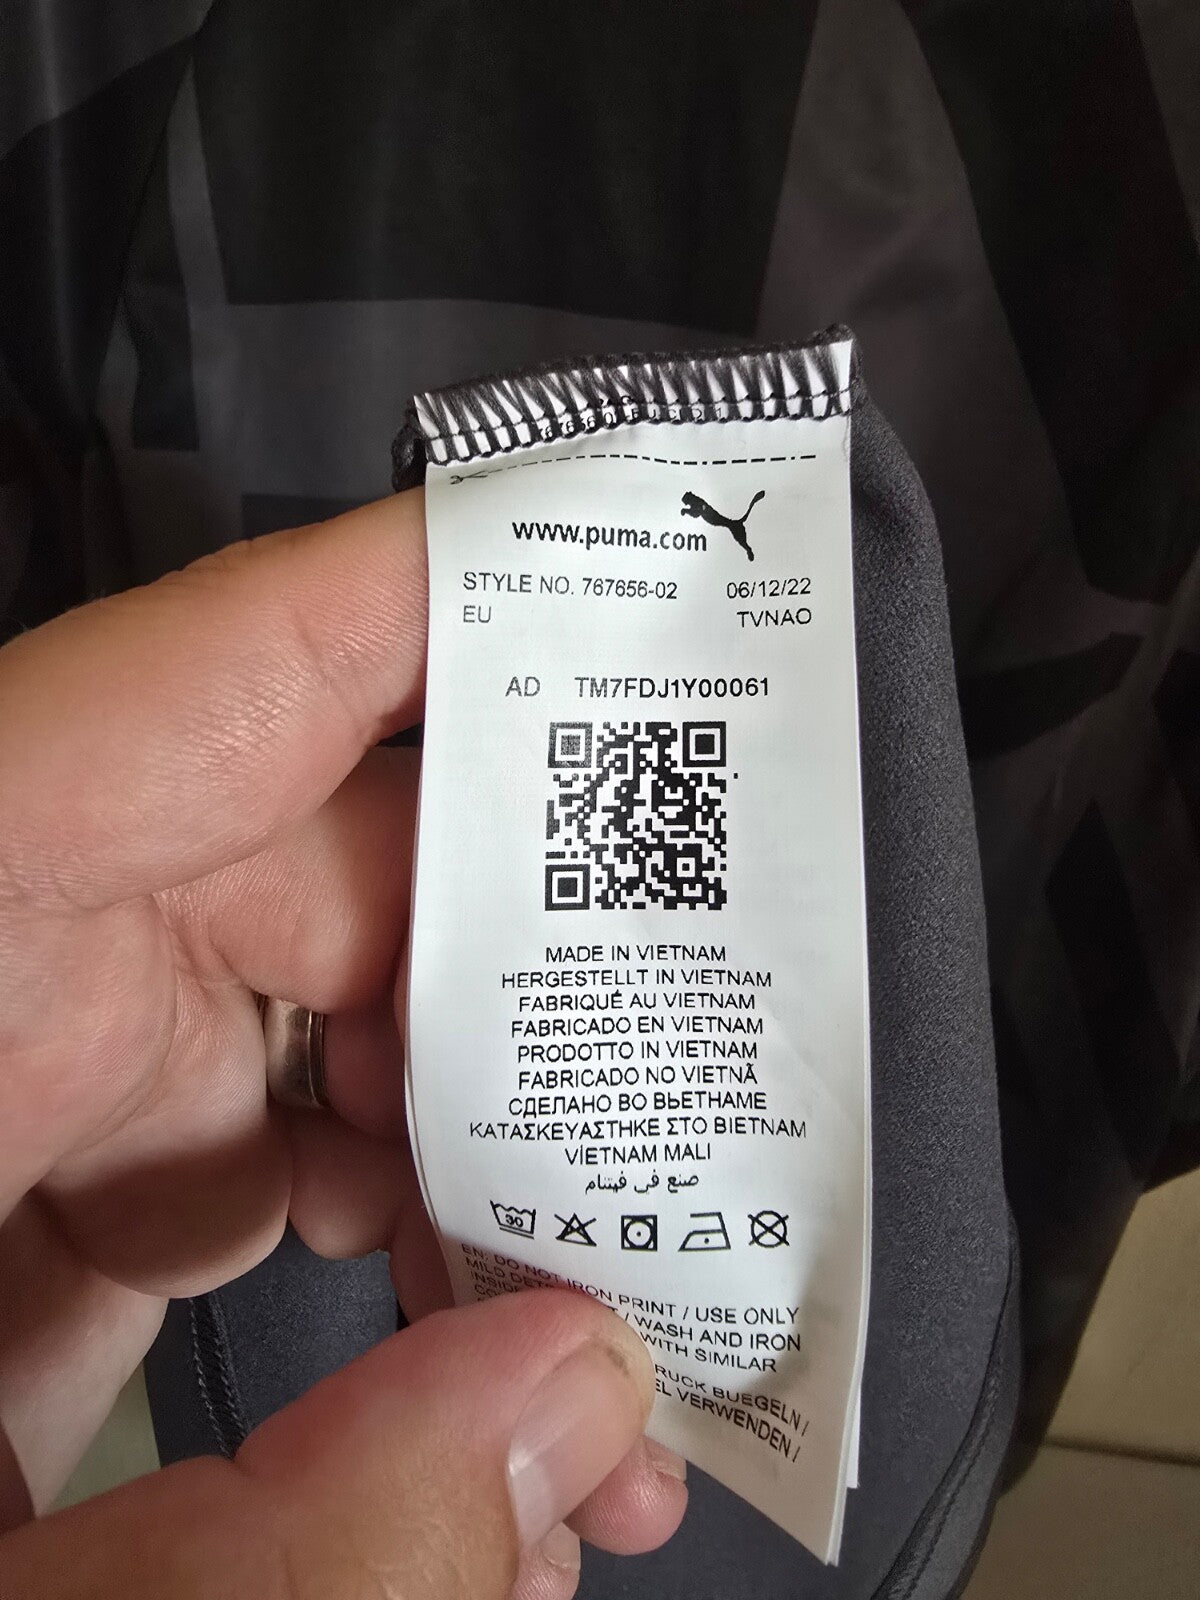 www.puma.com
STYLE NO. 767656-02 06/12/22
EU TVNAO
AD TM7FDJ1Y00061
MADE IN VIETNAM
HERGESTELLT IN VIETNAM
FABRIQUÉ AU VIETNAM
FABRICADO EN VIETNAM
PRODOTTO IN VIETNAM
FABRICADO NO VIETNÃ
СДЕЛАНО ВО ВЬЕТНАМЕ
ΚΑΤΑΣΚΕΥΑΣΤΗΚΕ ΣΤΟ ΒΙΕΤΝΑΜ
VİETNAM MALI
صنع في فيتنام
30
EN: DO NOT IRON PRINT / USE ONLY
MILD / WASH AND IRON
WITH SIMILAR
BUEGELN /
VERWENDEN /